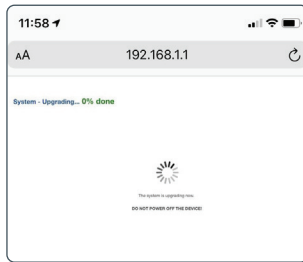 11:58
AA 192.168.1.1
System - Upgrading... 0% done
The system is upgrading now.
DO NOT POWER OFF THE DEVICE!